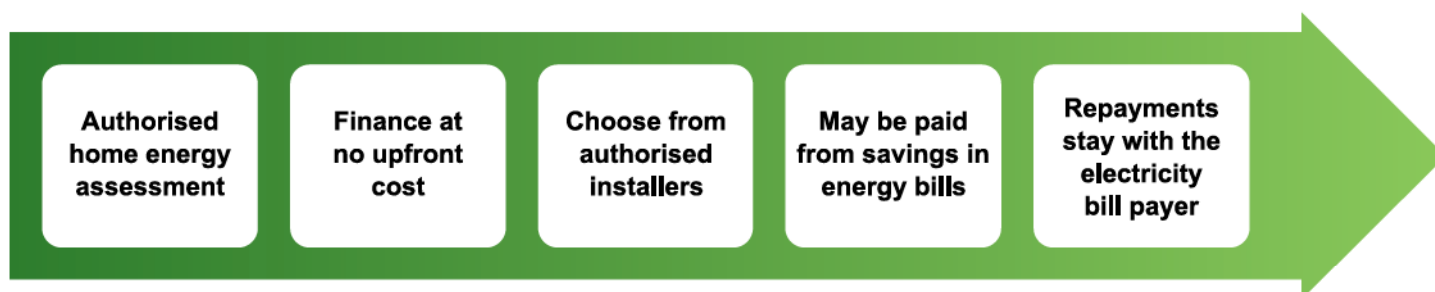 Authorised
home energy
assessment
Finance at
no upfront
cost
Choose from
authorised
installers
May be paid
from savings in
energy bills
Repayments
stay with the
electricity
bill payer